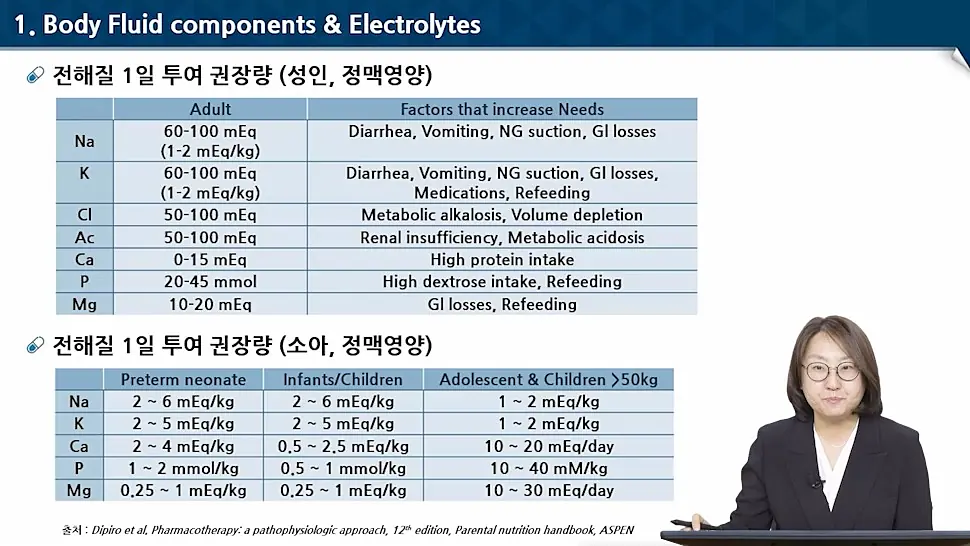 1. Body Fluid components & Electrolytes
전해질 1일 투여 권장량 (성인, 정맥영양)
Adult Factors that increase Needs
Na 60-100 mEq (1-2 mEq/kg) Diarrhea, Vomiting, NG suction, GI losses
K 60-100 mEq (1-2 mEq/kg) Diarrhea, Vomiting, NG suction, GI losses, Medications, Refeeding
Cl 50-100 mEq Metabolic alkalosis, Volume depletion
Ac 50-100 mEq Renal insufficiency, Metabolic acidosis
Ca 0-15 mEq High protein intake
P 20-45 mmol High dextrose intake, Refeeding
Mg 10-20 mEq GI losses, Refeeding
전해질 1일 투여 권장량 (소아, 정맥영양)
Preterm neonate Infants/Children Adolescent & Children >50kg
Na 2 ~ 6 mEq/kg 2 ~ 6 mEq/kg 1 ~ 2 mEq/kg
K 2 ~ 5 mEq/kg 2 ~ 5 mEq/kg 1 ~ 2 mEq/kg
Ca 2 ~ 4 mEq/kg 0.5 ~ 2.5 mEq/kg 10 ~ 20 mEq/day
P 1 ~ 2 mmol/kg 0.5 ~ 1 mmol/kg 10 ~ 40 mM/kg
Mg 0.25 ~ 1 mEq/kg 0.25 ~ 1 mEq/kg 10 ~ 30 mEq/day
출처 : Dipiro et al. Pharmacotherapy: a pathophysiologic approach, 12th edition, Parental nutrition handbook, ASPEN